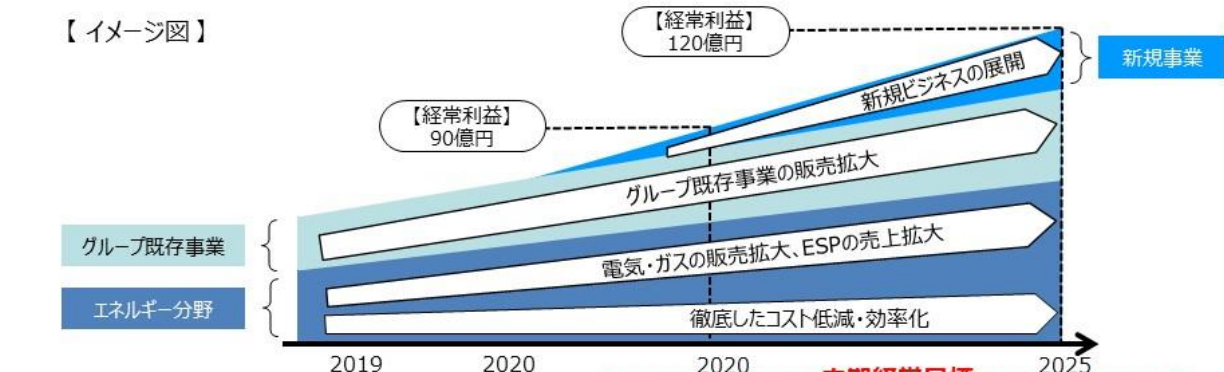 【 イメージ図 】
【経常利益】
120億円
新規事業
新規ビジネスの展開
【経常利益】
90億円
グループ既存事業の販売拡大
グループ既存事業
電気・ガスの販売拡大、ESPの売上拡大
エネルギー分野
徹底したコスト低減・効率化
2019
2020
2020
2025